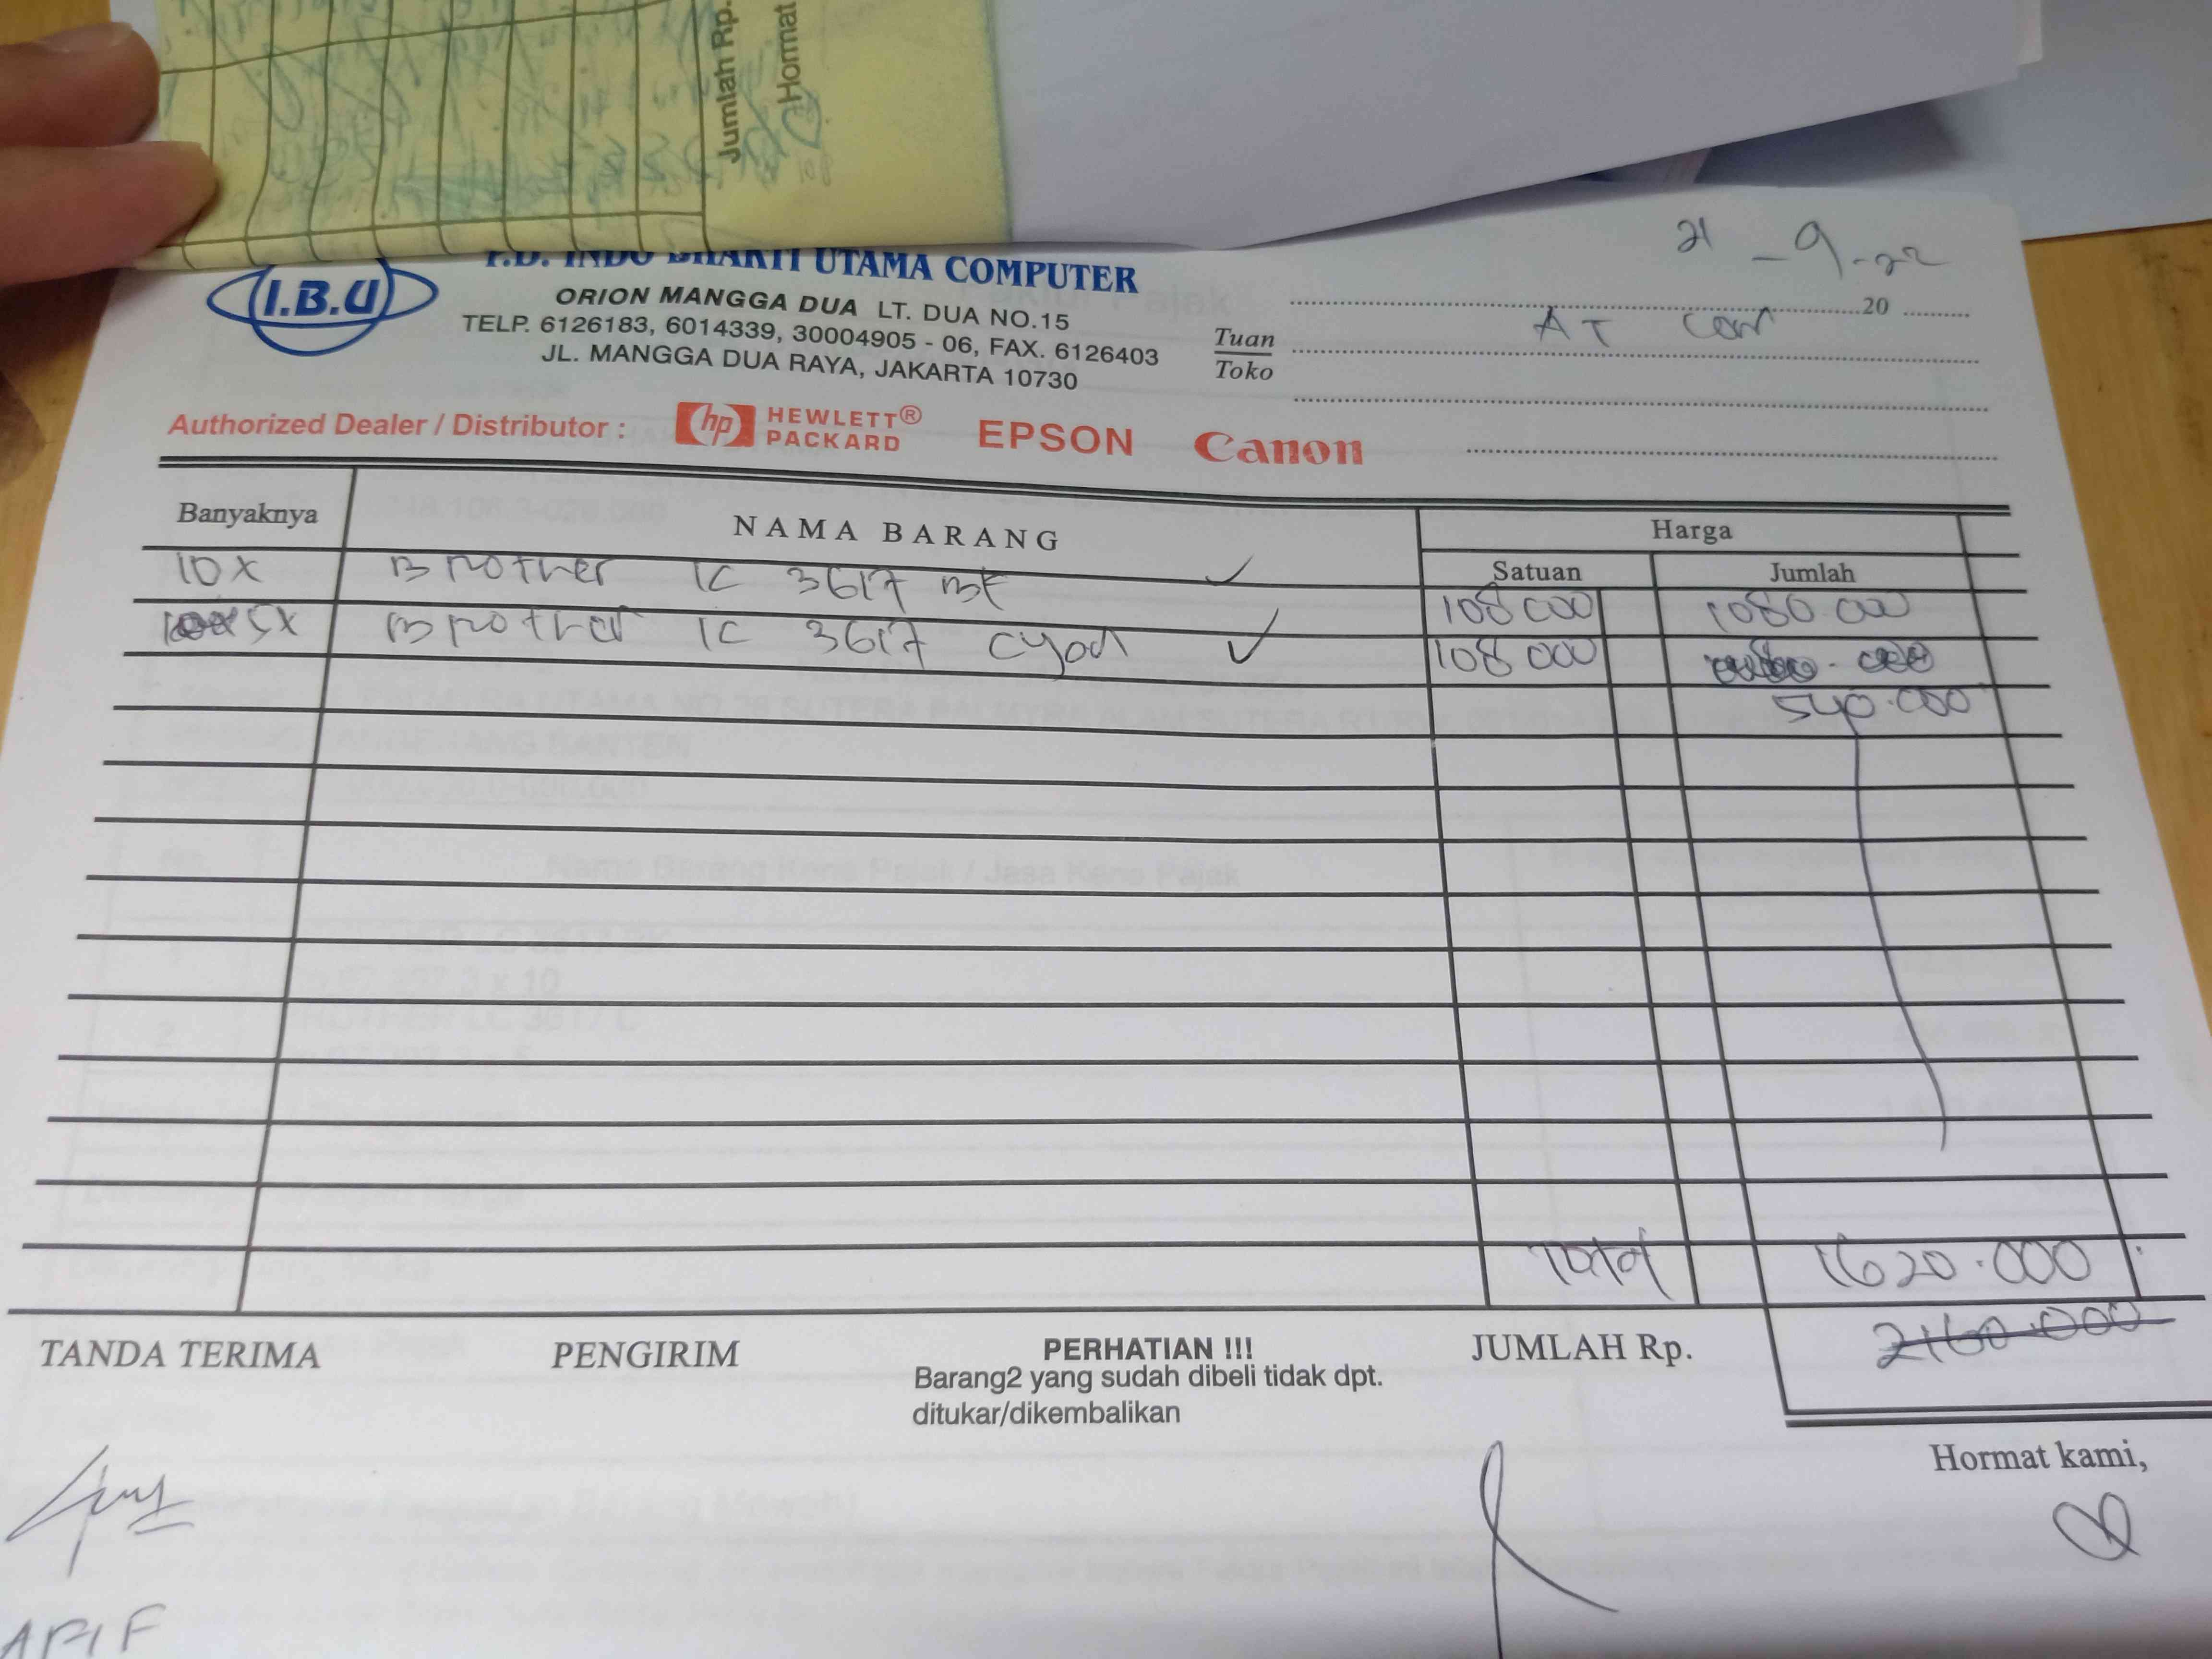 Jumlah Rp.
Hormat
P.D. INDO BHAKTI UTAMA COMPUTER
I.B.U
ORION MANGGA DUA LT. DUA NO.15
TELP. 6126183, 6014339, 30004905 - 06, FAX. 6126403
JL. MANGGA DUA RAYA, JAKARTA 10730
21 - 9 - 22
20
Tuan
Toko
AT Com
Authorized Dealer / Distributor : hp HEWLETT® PACKARD EPSON Canon
Banyaknya NAMA BARANG Harga
Satuan Jumlah
10 X Brother LC 3617 BK 108 000 1080.000
5X Brother LC 3617 Cyan 108 000
540.000
Total 1620.000
TANDA TERIMA PENGIRIM PERHATIAN !!! JUMLAH Rp. 2160.000
Barang2 yang sudah dibeli tidak dpt.
ditukar/dikembalikan
Hormat kami,